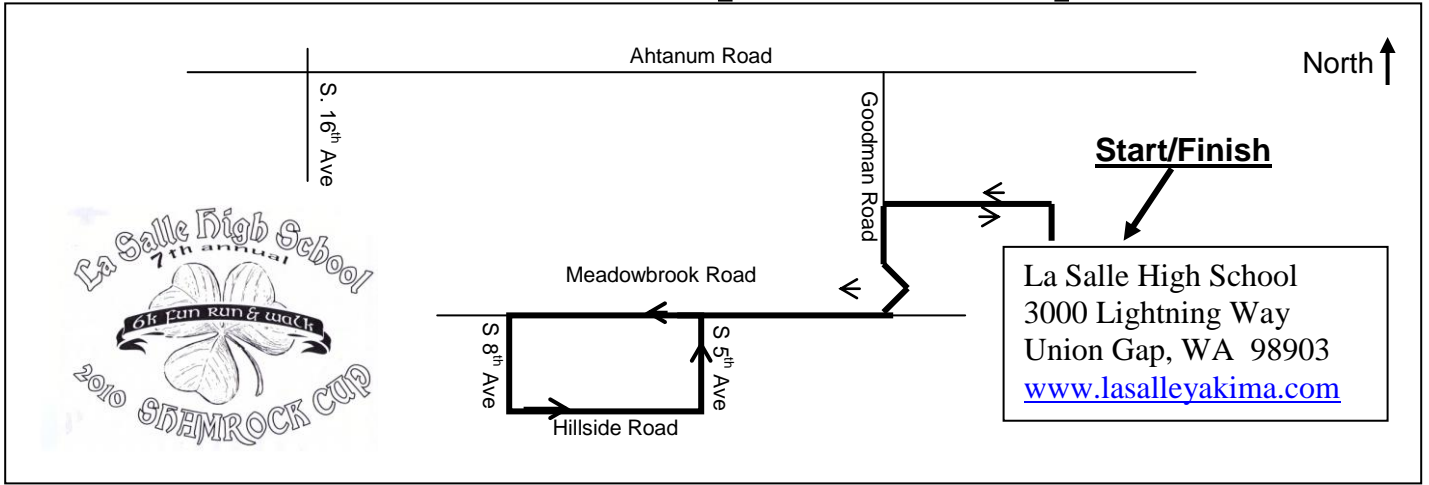 Ahtanum Road
North
S. 16th Ave
Goodman Road
Start/Finish
La Salle High School
7th annual
6k Fun Run & Walk
2010 Shamrock Cup
Meadowbrook Road
S 8th Ave
S 5th Ave
Hillside Road
La Salle High School
3000 Lightning Way
Union Gap, WA 98903
www.lasalleyakima.com